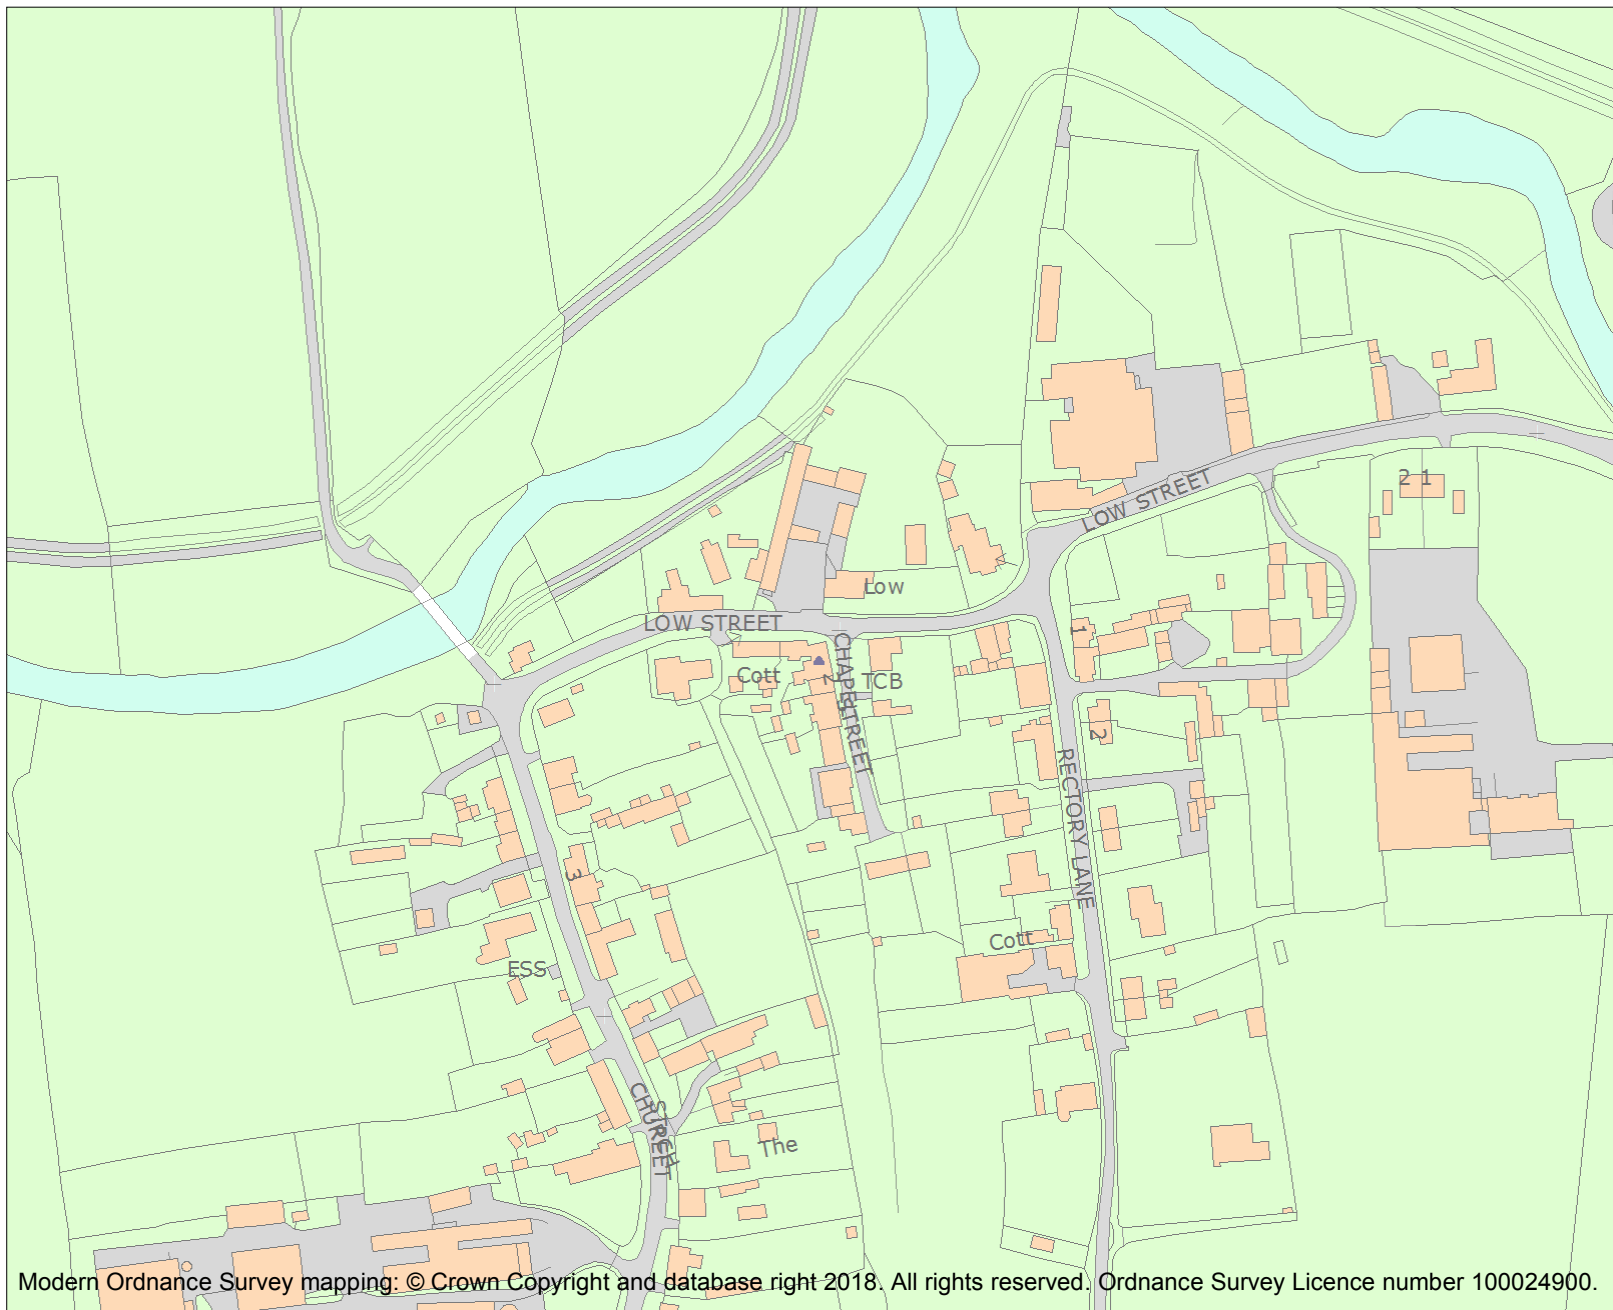 2 1
LOW STREET
Low
LOW STREET
1
CHAPEL
STREET
Cott
2
TCB
2
RECTORY LANE
3
Cott
ESS
CHURCH
STREET
The
Modern Ordnance Survey mapping: © Crown Copyright and database right 2018. All rights reserved. Ordnance Survey Licence number 100024900.